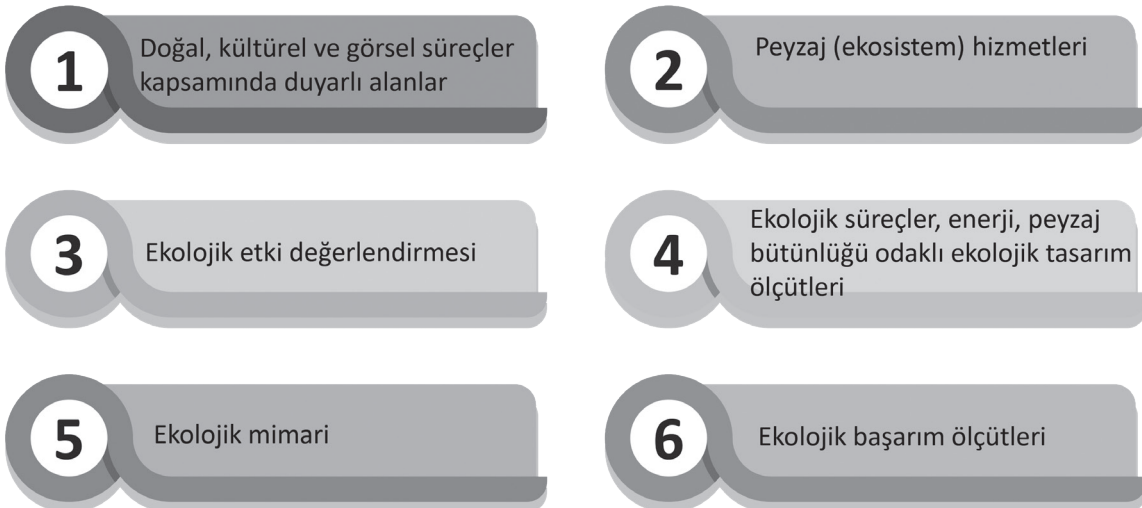 1
Doğal, kültürel ve görsel süreçler
kapsamında duyarlı alanlar
2
Peyzaj (ekosistem) hizmetleri
3
Ekolojik etki değerlendirmesi
4
Ekolojik süreçler, enerji, peyzaj
bütünlüğü odaklı ekolojik tasarım
ölçütleri
5
Ekolojik mimari
6
Ekolojik başarım ölçütleri